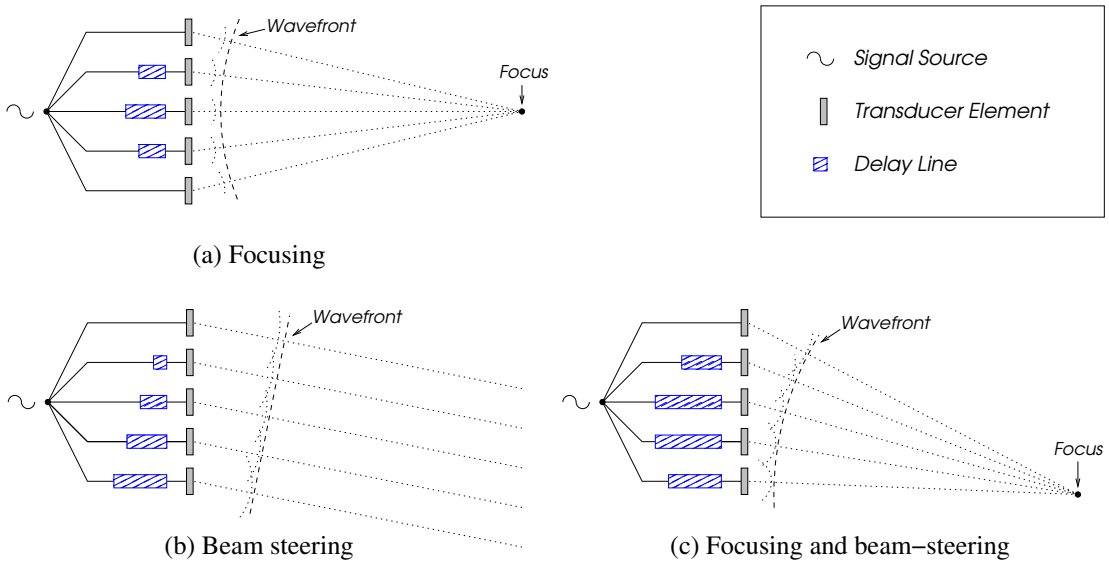 Wavefront
Focus
(a) Focusing
Signal Source
Transducer Element
Delay Line
Wavefront
(b) Beam steering
Wavefront
Focus
(c) Focusing and beam−steering